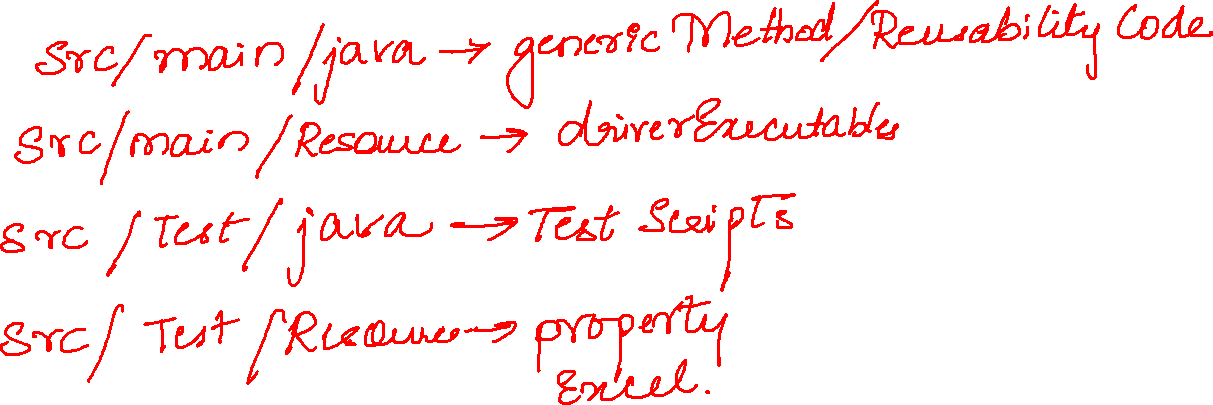 Src/main/java → generic Method/Reusability Code
Src/main/Resource → driverExecutables
Src/Test/java → Test Scripts
Src/Test/Resource → property
Excel.